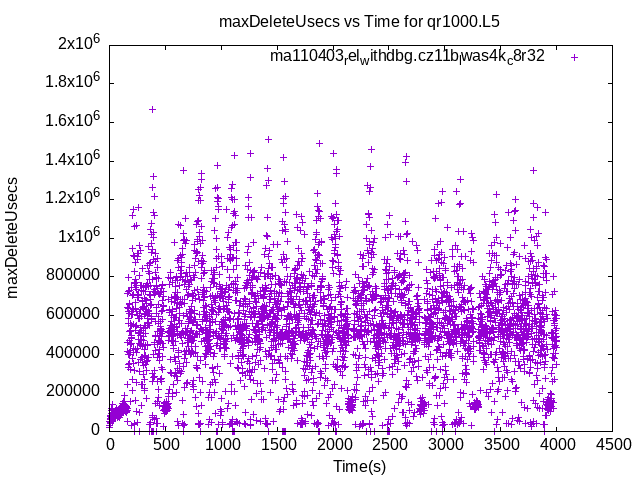 maxDeleteUsecs vs Time for qr1000.L5
2x10^6
ma110403_rel_withdbg.cz11b_bwas4k_c8r32
1.8x10^6
1.6x10^6
1.4x10^6
1.2x10^6
1x10^6
800000
600000
400000
200000
0
maxDeleteUsecs
0 500 1000 1500 2000 2500 3000 3500 4000 4500
Time(s)